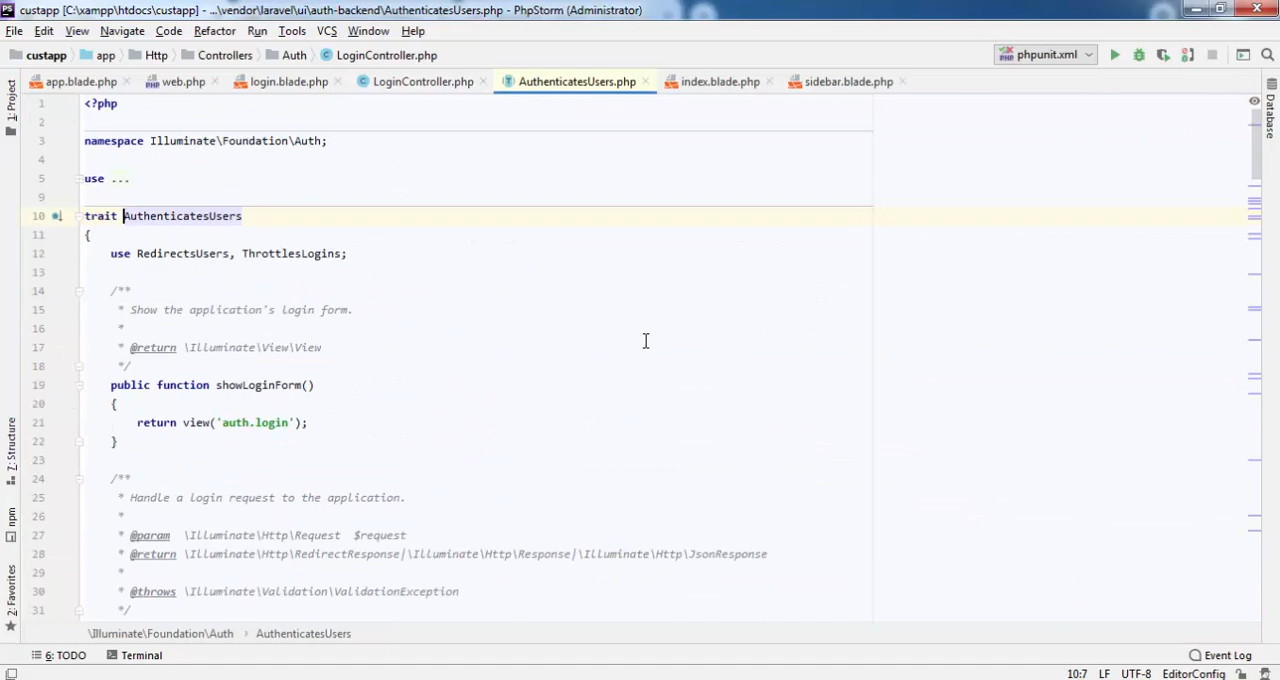 custapp [C:\xampp\htdocs\custapp] - ...\vendor\laravel\ui\auth-backend\AuthenticatesUsers.php - PhpStorm (Administrator)
File Edit View Navigate Code Refactor Run Tools VCS Window Help
custapp app Http Controllers Auth LoginController.php phpunit.xml
app.blade.php web.php login.blade.php LoginController.php AuthenticatesUsers.php index.blade.php sidebar.blade.php
1: Project
Database
1 <?php
2
3 namespace Illuminate\Foundation\Auth;
4
5 use ...
9
10 trait AuthenticatesUsers
11 {
12 use RedirectsUsers, ThrottlesLogins;
13
14 /**
15 * Show the application's login form.
16 *
17 * @return \Illuminate\View\View
18 */
19 public function showLoginForm()
20 {
21 return view('auth.login');
22 }
23
24 /**
25 * Handle a login request to the application.
26 *
27 * @param \Illuminate\Http\Request $request
28 * @return \Illuminate\Http\RedirectResponse|\Illuminate\Http\Response|\Illuminate\Http\JsonResponse
29 *
30 * @throws \Illuminate\Validation\ValidationException
31 */
Z: Structure
npm
2: Favorites
\Illuminate\Foundation\Auth › AuthenticatesUsers
6: TODO Terminal Event Log
10:7 LF UTF-8 EditorConfig